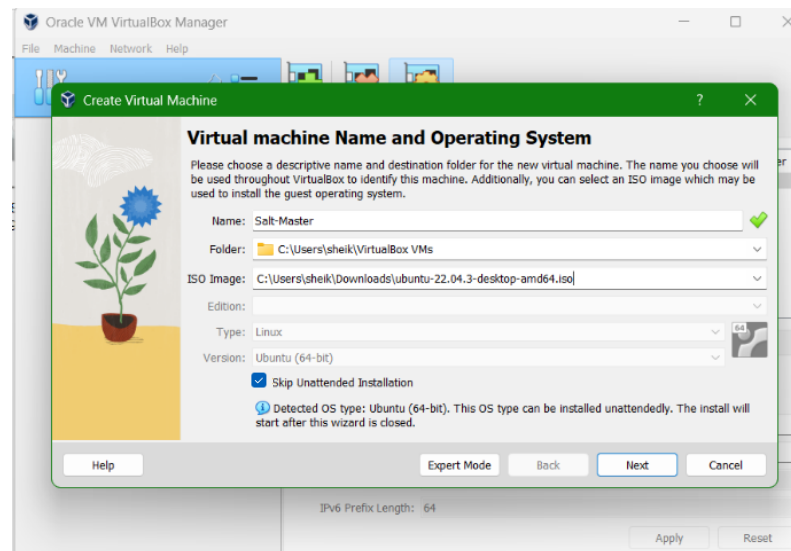 Oracle VM VirtualBox Manager
File Machine Network Help
Create Virtual Machine
?
Virtual machine Name and Operating System
Please choose a descriptive name and destination folder for the new virtual machine. The name you choose will
be used throughout VirtualBox to identify this machine. Additionally, you can select an ISO image which may be
used to install the guest operating system.
Name: Salt-Master
Folder: C:\Users\sheik\VirtualBox VMs
ISO Image: C:\Users\sheik\Downloads\ubuntu-22.04.3-desktop-amd64.iso
Edition:
Type: Linux
64
Version: Ubuntu (64-bit)
Skip Unattended Installation
Detected OS type: Ubuntu (64-bit). This OS type can be installed unattendedly. The install will
start after this wizard is closed.
Help Expert Mode Back Next Cancel
IPv6 Prefix Length: 64
Apply Reset